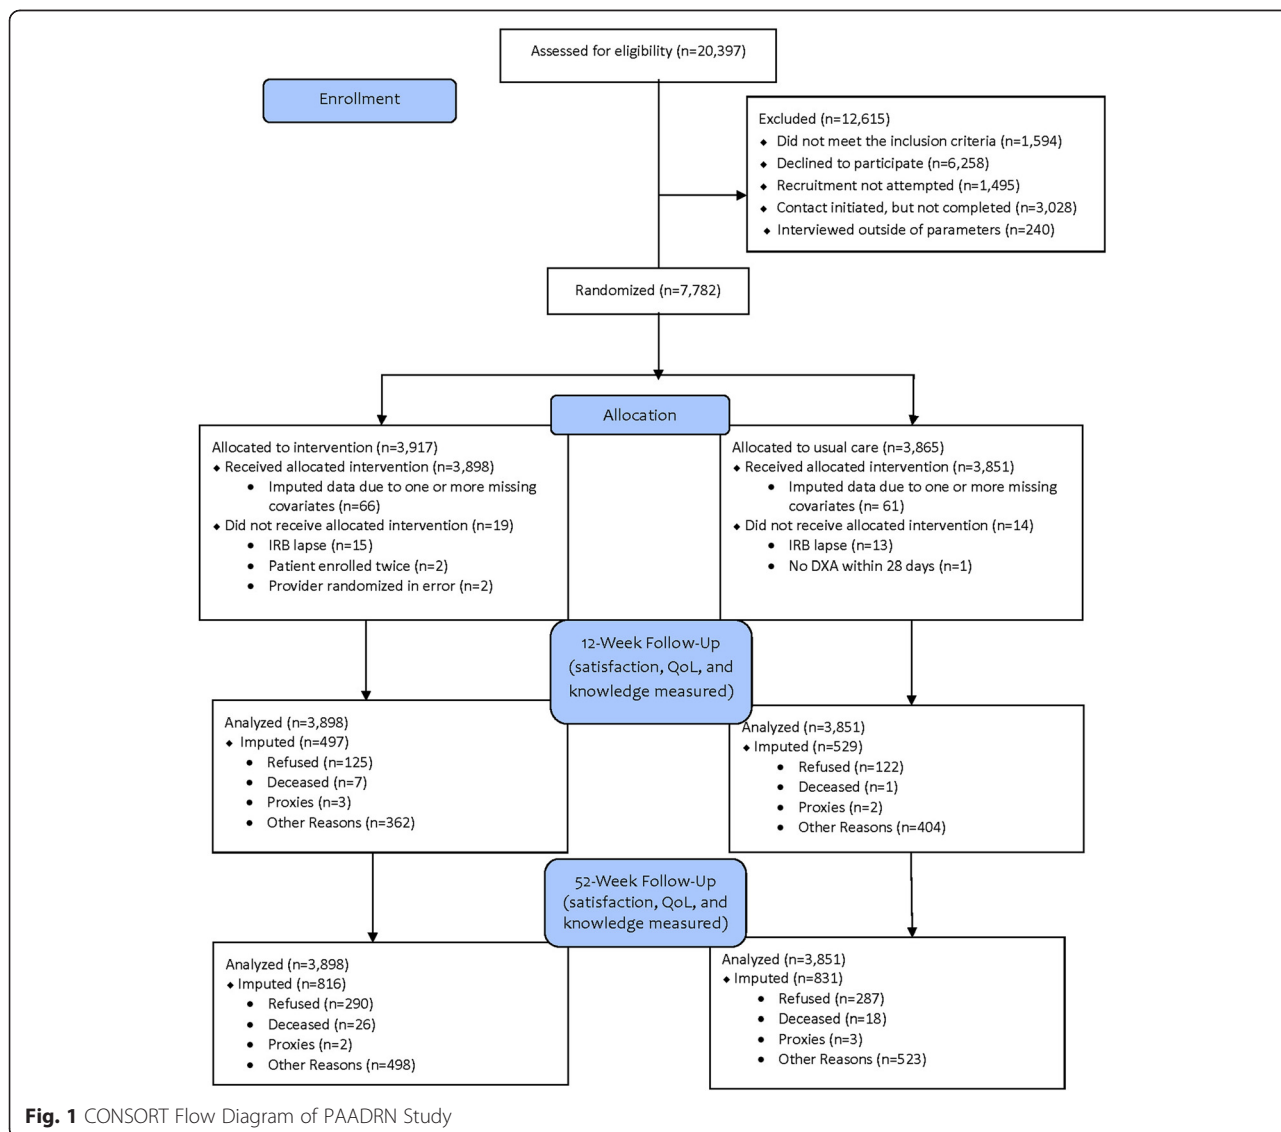 Assessed for eligibility (n=20,397)
Enrollment
Excluded (n=12,615)
◆ Did not meet the inclusion criteria (n=1,594)
◆ Declined to participate (n=6,258)
◆ Recruitment not attempted (n=1,495)
◆ Contact initiated, but not completed (n=3,028)
◆ Interviewed outside of parameters (n=240)
Randomized (n=7,782)
Allocation
Allocated to intervention (n=3,917)
◆ Received allocated intervention (n=3,898)
• Imputed data due to one or more missing
covariates (n=66)
◆ Did not receive allocated intervention (n=19)
• IRB lapse (n=15)
• Patient enrolled twice (n=2)
• Provider randomized in error (n=2)
Allocated to usual care (n=3,865)
◆ Received allocated intervention (n=3,851)
• Imputed data due to one or more missing
covariates (n= 61)
◆ Did not receive allocated intervention (n=14)
• IRB lapse (n=13)
• No DXA within 28 days (n=1)
12-Week Follow-Up
(satisfaction, QoL, and
knowledge measured)
Analyzed (n=3,898)
◆ Imputed (n=497)
• Refused (n=125)
• Deceased (n=7)
• Proxies (n=3)
• Other Reasons (n=362)
Analyzed (n=3,851)
◆ Imputed (n=529)
• Refused (n=122)
• Deceased (n=1)
• Proxies (n=2)
• Other Reasons (n=404)
52-Week Follow-Up
(satisfaction, QoL, and
knowledge measured)
Analyzed (n=3,898)
◆ Imputed (n=816)
• Refused (n=290)
• Deceased (n=26)
• Proxies (n=2)
• Other Reasons (n=498)
Analyzed (n=3,851)
◆ Imputed (n=831)
• Refused (n=287)
• Deceased (n=18)
• Proxies (n=3)
• Other Reasons (n=523)
Fig. 1 CONSORT Flow Diagram of PAADRN Study